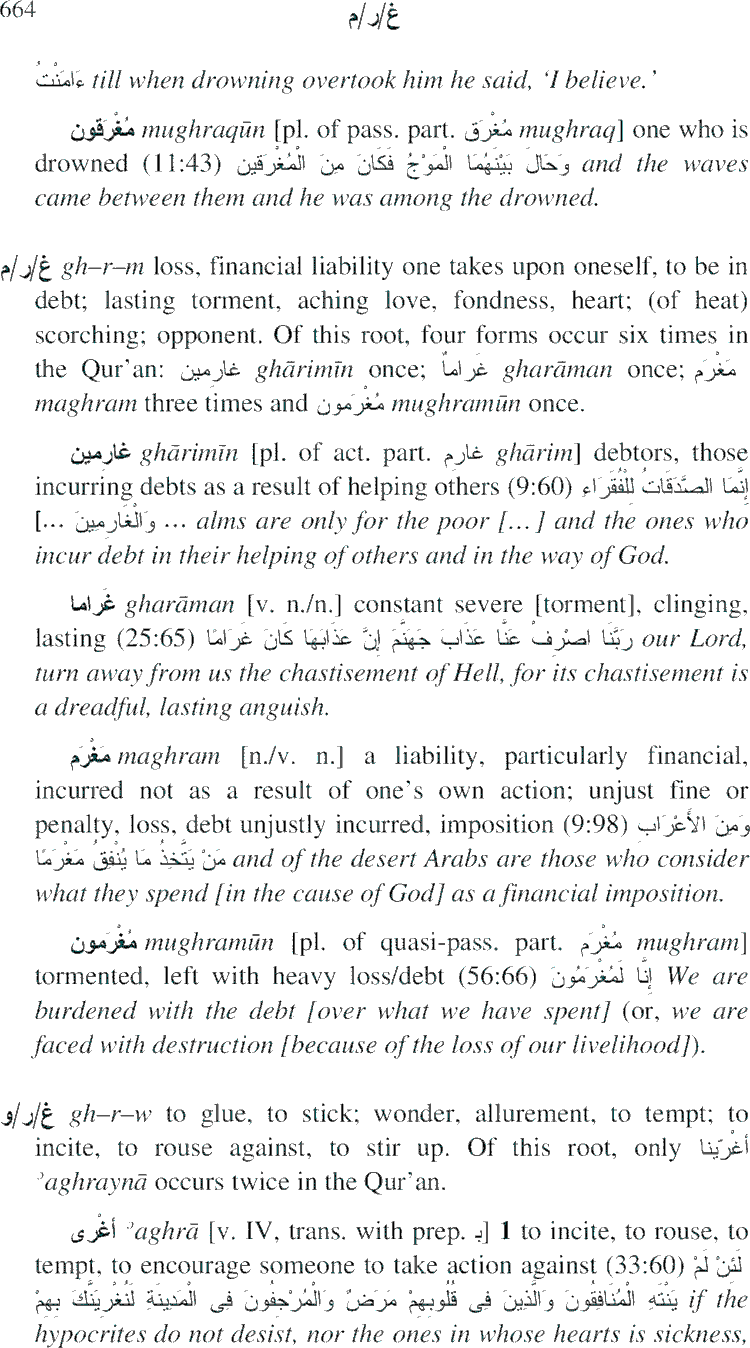 664
غ/ر/م
ءَامَنْتُ till when drowning overtook him he said, ‘I believe.’
مُغْرَقون mughraqūn [pl. of pass. part. مُغْرَق mughraq] one who is
drowned (11:43) وَحَالَ بَيْنَهُمَا الْمَوْجُ فَكَانَ مِنَ الْمُغْرَقين and the waves
came between them and he was among the drowned.
غ/ر/م gh–r–m loss, financial liability one takes upon oneself, to be in
debt; lasting torment, aching love, fondness, heart; (of heat)
scorching; opponent. Of this root, four forms occur six times in
the Qur’an: غارِمين ghārimīn once; غَراماً gharāman once; مَغْرَم
maghram three times and مُغْرَمون mughramūn once.
غارمين ghārimīn [pl. of act. part. غارِم ghārim] debtors, those
incurring debts as a result of helping others (9:60) إِنَّمَا الصَّدَقَاتُ لِلْفُقَرَاء
[... وَالْغَارِمِينَ ... alms are only for the poor [...] and the ones who
incur debt in their helping of others and in the way of God.
غَراما gharāman [v. n./n.] constant severe [torment], clinging,
lasting (25:65) رَبَّنَا اصْرِفْ عَنَّا عَذَابَ جَهَنَّمَ إِنَّ عَذَابَهَا كَانَ غَرَامًا our Lord,
turn away from us the chastisement of Hell, for its chastisement is
a dreadful, lasting anguish.
مَغْرَم maghram [n./v. n.] a liability, particularly financial,
incurred not as a result of one’s own action; unjust fine or
penalty, loss, debt unjustly incurred, imposition (9:98) وَمِنَ الأَعْرَابِ
مَنْ يَتَّخِذُ مَا يُنْفِقُ مَغْرَمًا and of the desert Arabs are those who consider
what they spend [in the cause of God] as a financial imposition.
مُغْرَمون mughramūn [pl. of quasi-pass. part. مُغْرَم mughram]
tormented, left with heavy loss/debt (56:66) إِنَّا لَمُغْرَمُونَ We are
burdened with the debt [over what we have spent] (or, we are
faced with destruction [because of the loss of our livelihood]).
غ/ر/و gh–r–w to glue, to stick; wonder, allurement, to tempt; to
incite, to rouse against, to stir up. Of this root, only أغْرَيْنا
ʾaghraynā occurs twice in the Qur’an.
أغْرى ʾaghrā [v. IV, trans. with prep. بـ] 1 to incite, to rouse, to
tempt, to encourage someone to take action against (33:60) لَئِنْ لَمْ
يَنْتَهِ الْمُنَافِقُونَ وَالَّذِينَ فِي قُلُوبِهِمْ مَرَضٌ وَالْمُرْجِفُونَ فِى الْمَدِينَةِ لَنُغْرِيَنَّكَ بِهِمْ if the
hypocrites do not desist, nor the ones in whose hearts is sickness,